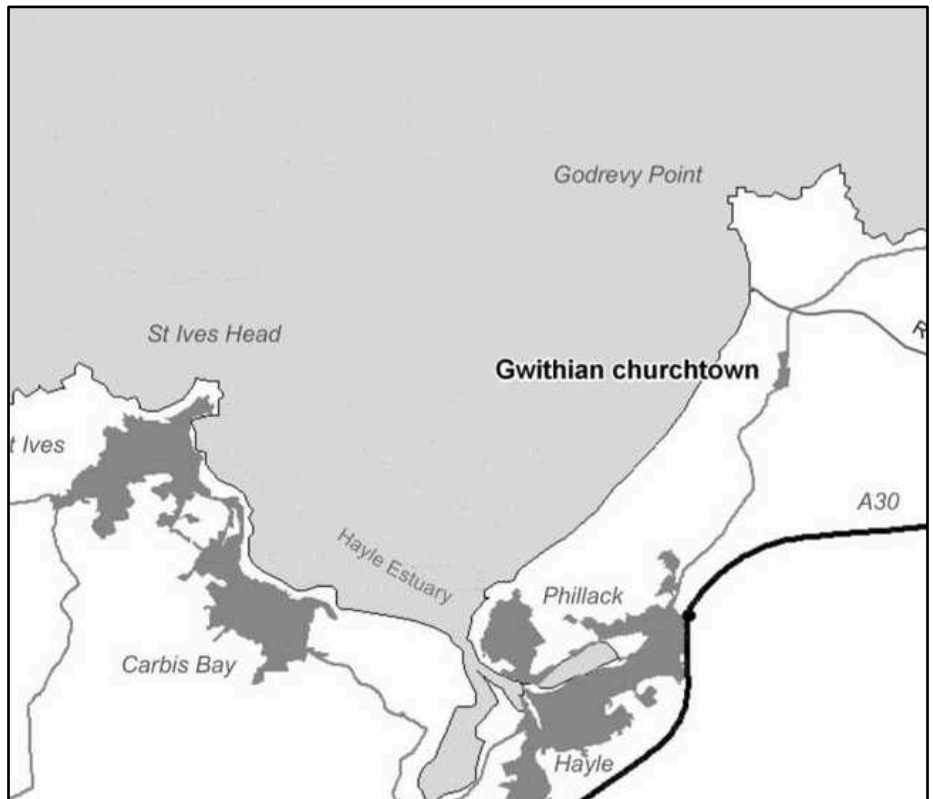 Godrevy Point
St Ives Head
Gwithian churchtown
t Ives
A30
Hayle Estuary
Phillack
Carbis Bay
Hayle